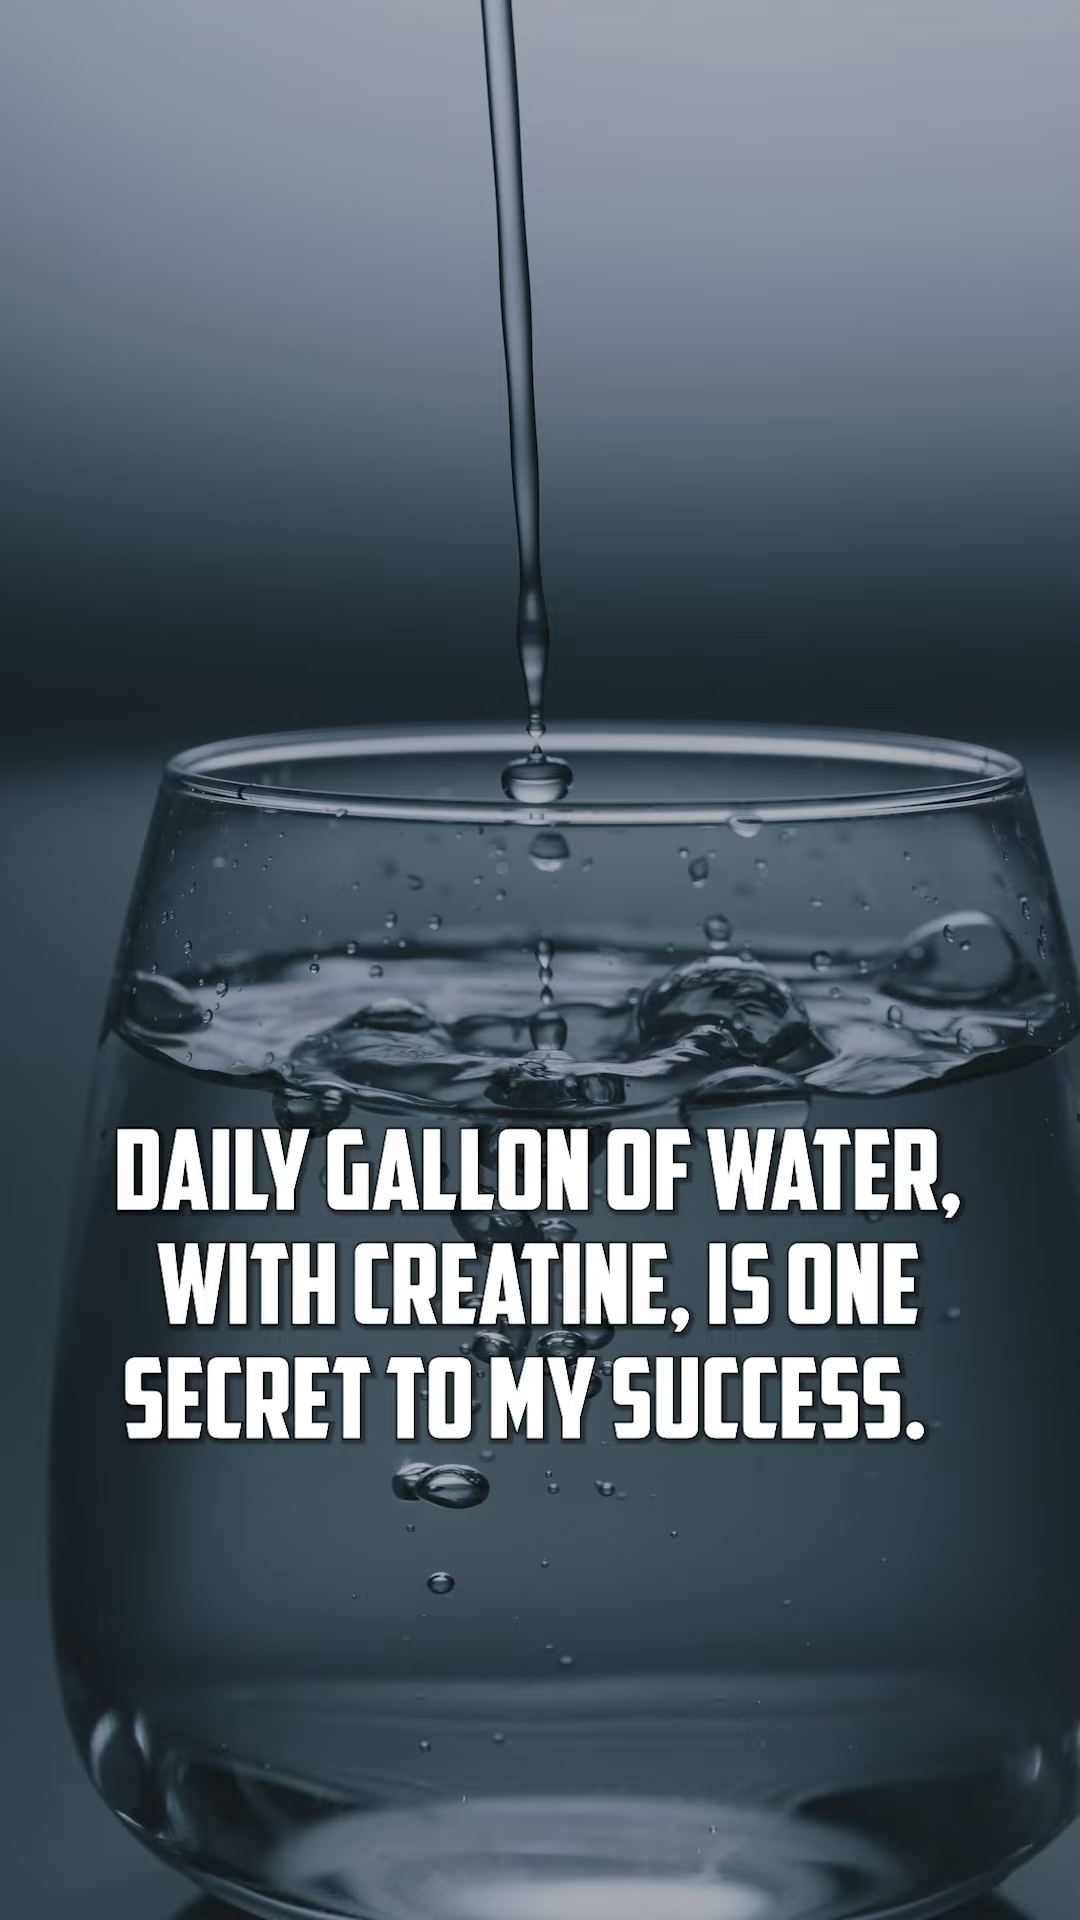 DAILY GALLON OF WATER,
WITH CREATINE, IS ONE
SECRET TO MY SUCCESS.